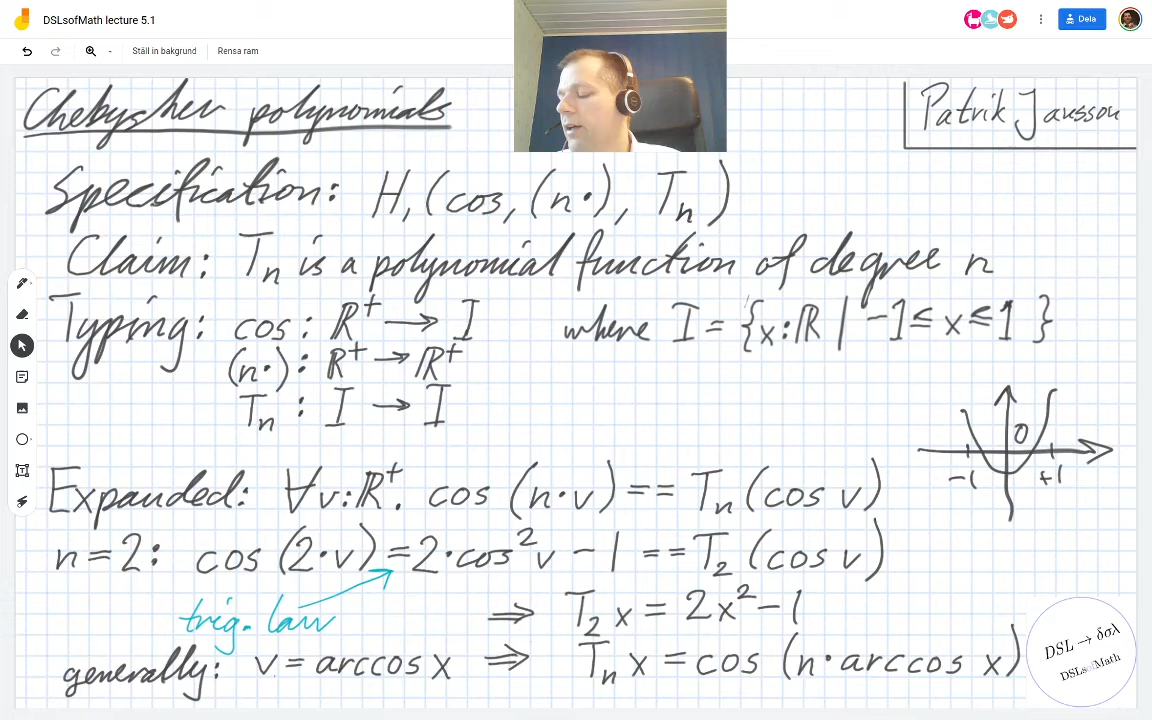 DSLsofMath lecture 5.1
Dela
Ställ in bakgrund
Rensa ram
Chebyshev polynomials
Patrik Jansson
Specification: H₁(cos, (n·), Tₙ)
Claim: Tₙ is a polynomial function of degree n
Typing: cos : ℝ⁺ → I where I = {x:ℝ | -1 ≤ x ≤ 1}
(n·) : ℝ⁺ → ℝ⁺
Tₙ : I → I
0
-1 +1
Expanded: ∀v:ℝ⁺. cos (n·v) == Tₙ (cos v)
n=2: cos (2·v) = 2·cos²v - 1 == T₂ (cos v)
trig. law
⇒ T₂ x = 2x² - 1
generally: v = arccos x ⇒ Tₙ x = cos (n·arccos x)
DSL → δσλ
DSLsofMath